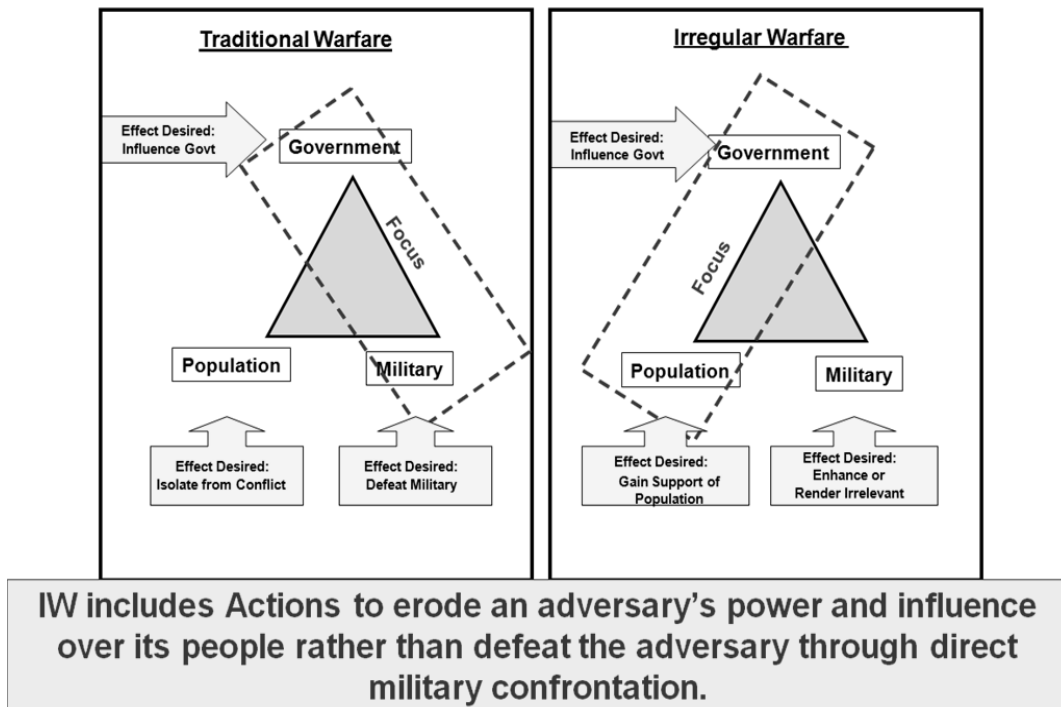 Traditional Warfare
Effect Desired:
Influence Govt
Government
Focus
Population
Military
Effect Desired:
Isolate from Conflict
Effect Desired:
Defeat Military
Irregular Warfare
Effect Desired:
Influence Govt
Government
Focus
Population
Military
Effect Desired:
Gain Support of
Population
Effect Desired:
Enhance or
Render Irrelevant
IW includes Actions to erode an adversary’s power and influence
over its people rather than defeat the adversary through direct
military confrontation.